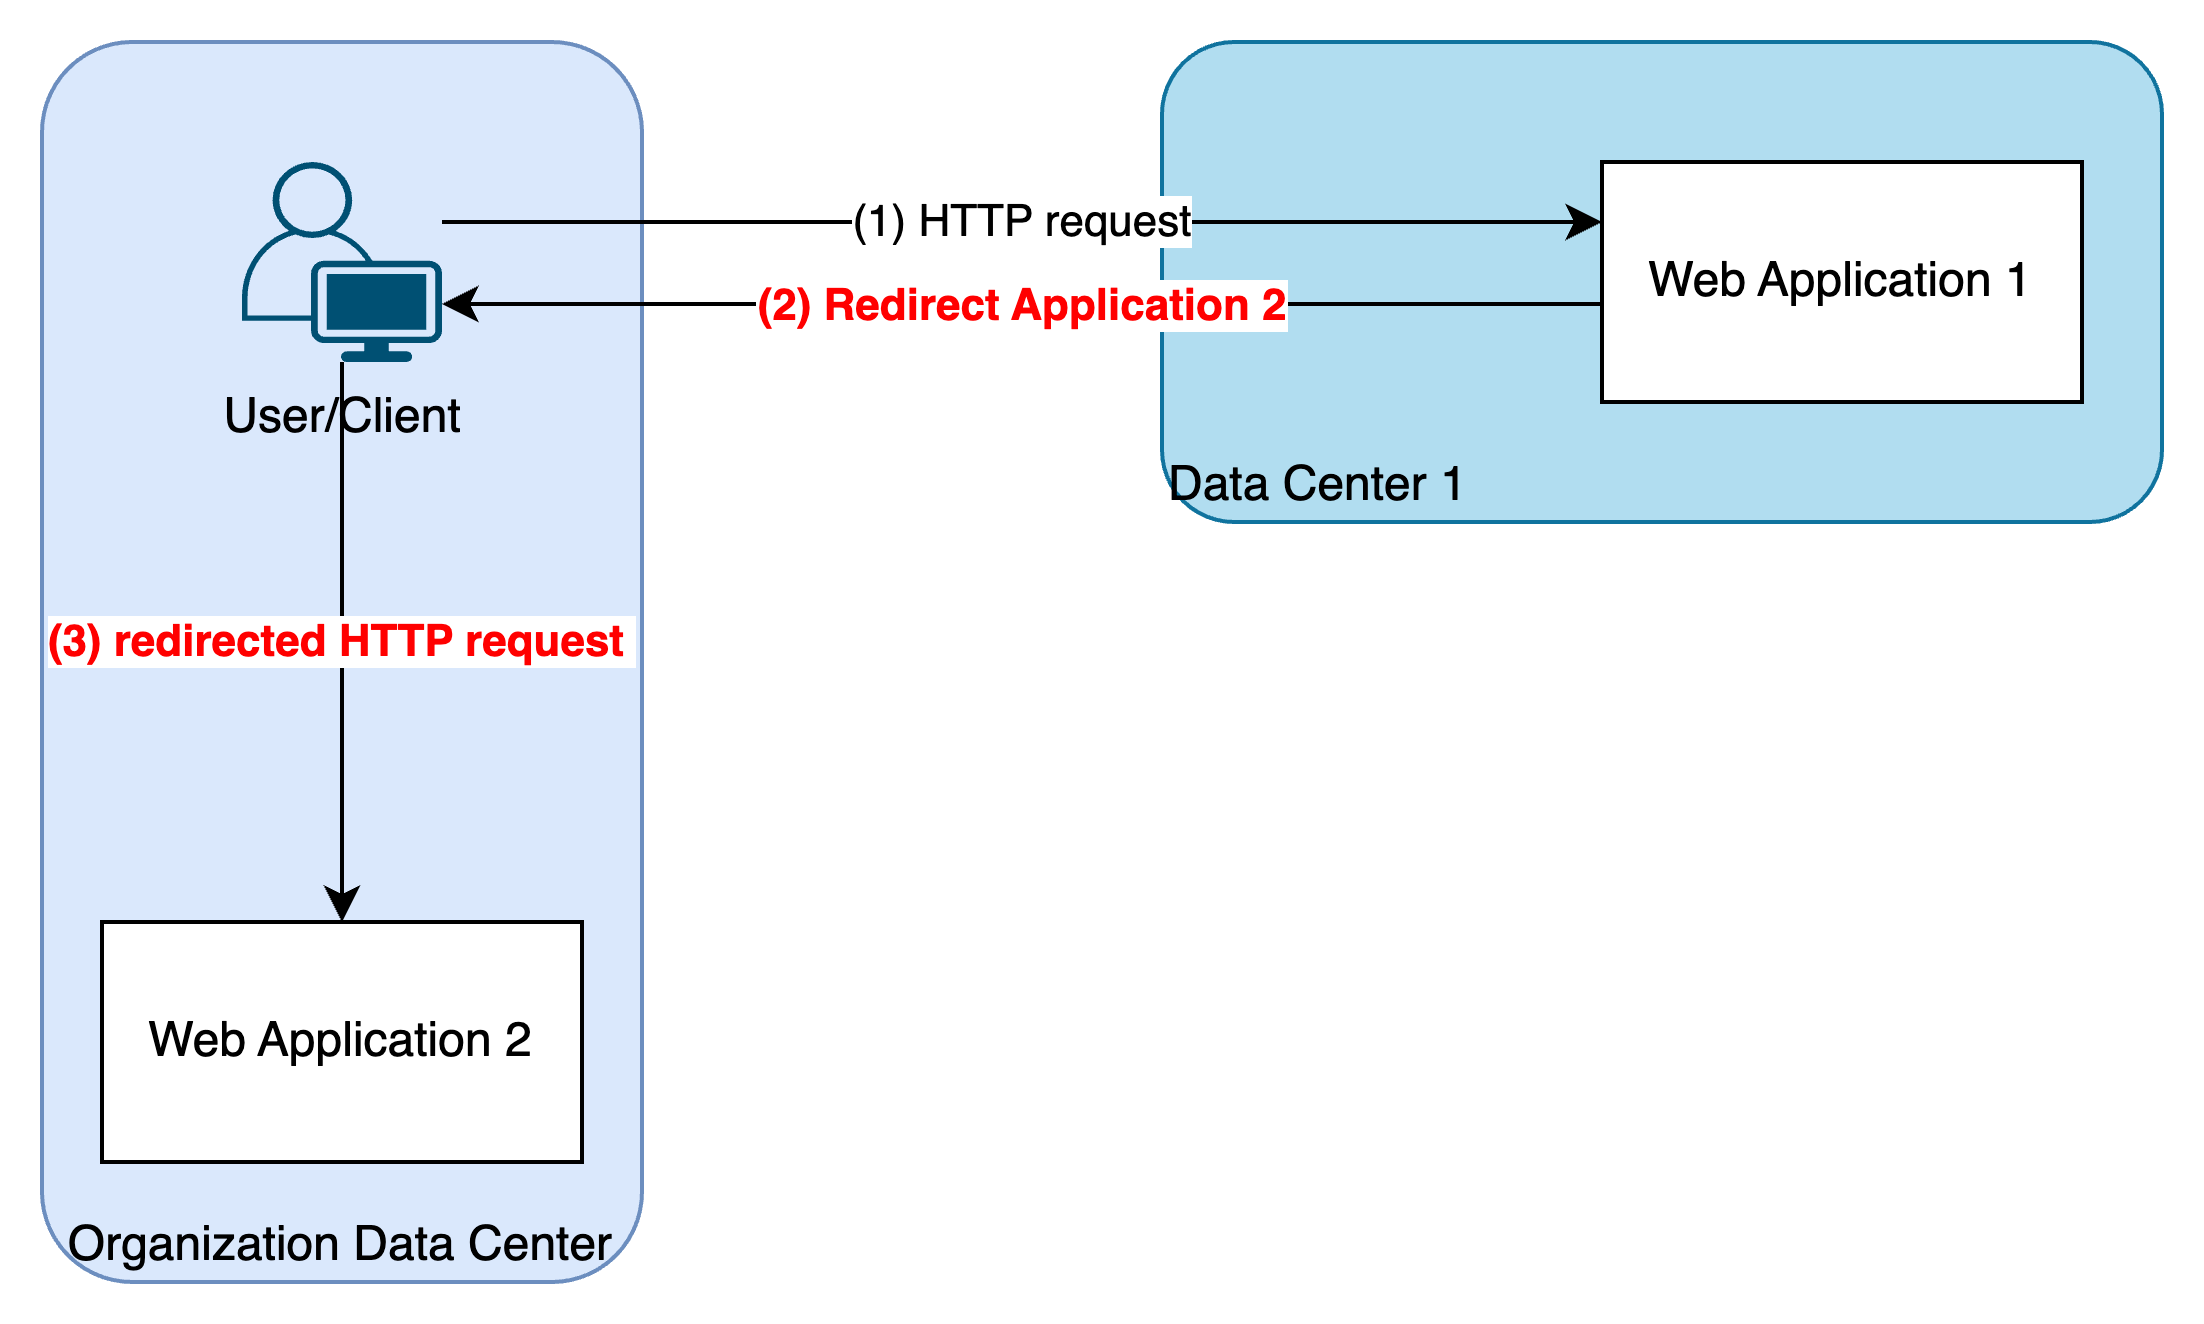 (1) HTTP request
Web Application 1
(2) Redirect Application 2
User/Client
Data Center 1
(3) redirected HTTP request
Web Application 2
Organization Data Center